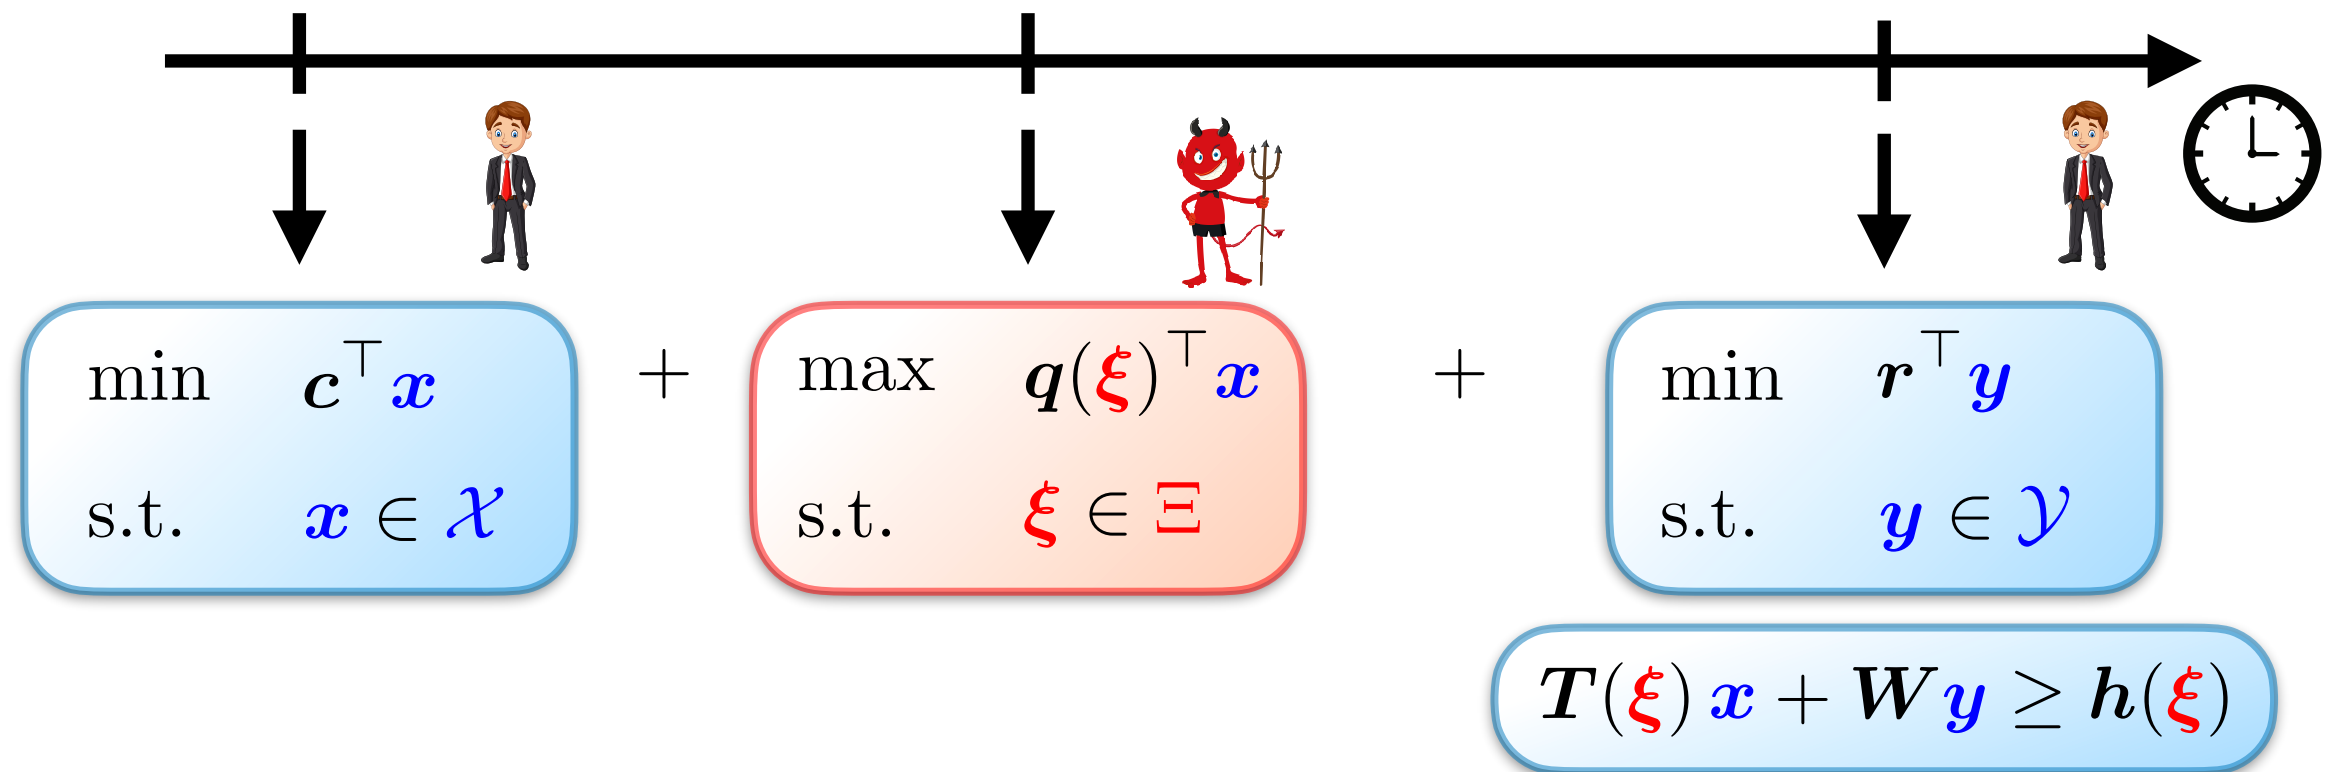 min c⊤x + max q(ξ)⊤x + min r⊤y
s.t. x ∈ 𝒳 s.t. ξ ∈ Ξ s.t. y ∈ 𝒴
T(ξ) x + W y ≥ h(ξ)